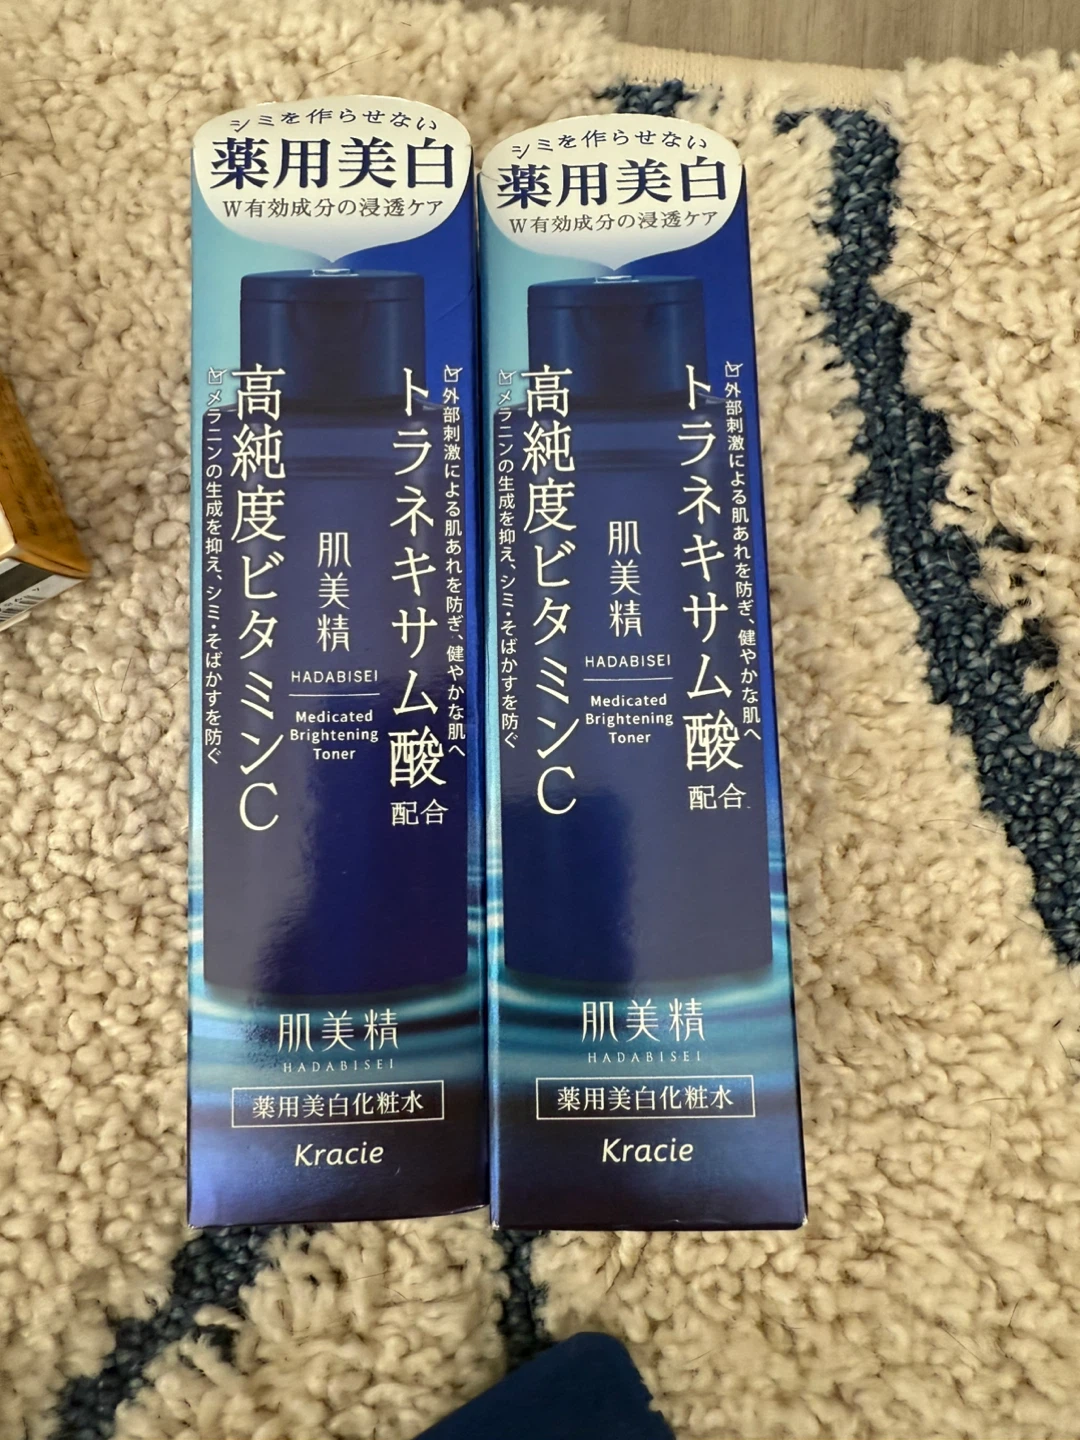 シミを作らせない
薬用美白
W有効成分の浸透ケア
外部刺激による肌あれを防ぎ、健やかな肌へ
トラネキサム酸
配合
高純度ビタミンC
メラニンの生成を抑え、シミ・そばかすを防ぐ
肌美精
HADABISEI
Medicated
Brightening
Toner
肌美精
HADABISEI
薬用美白化粧水
Kracie
シミを作らせない
薬用美白
W有効成分の浸透ケア
外部刺激による肌あれを防ぎ、健やかな肌へ
トラネキサム酸
配合
高純度ビタミンC
メラニンの生成を抑え、シミ・そばかすを防ぐ
肌美精
HADABISEI
Medicated
Brightening
Toner
肌美精
HADABISEI
薬用美白化粧水
Kracie